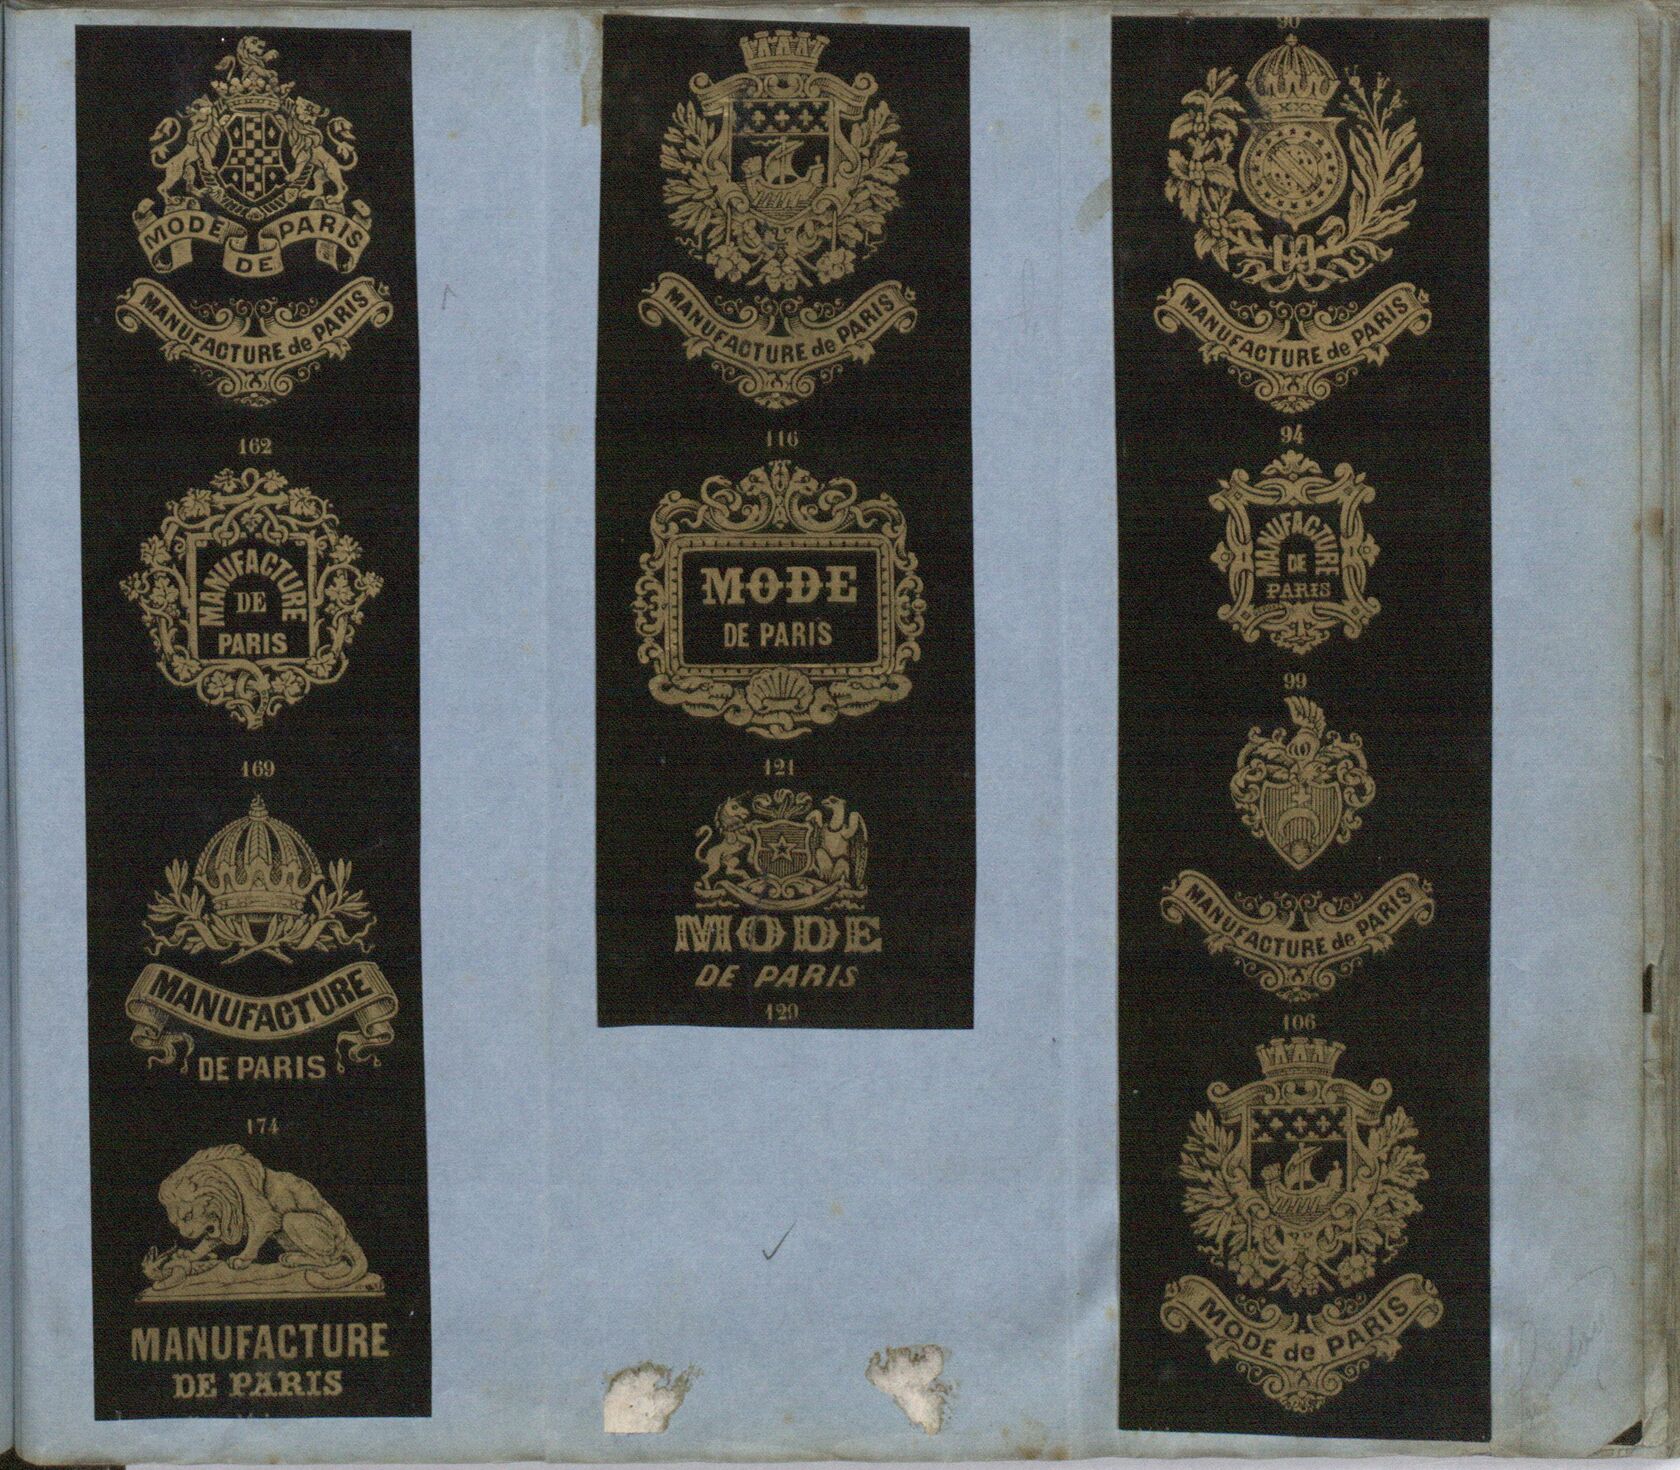 MODE DE PARIS
MANUFACTURE de PARIS
162
MANUFACTURE
DE
PARIS
169
MANUFACTURE
DE PARIS
174
MANUFACTURE
DE PARIS
MANUFACTURE de PARIS
116
MODE
DE PARIS
121
MODE
DE PARIS
129
90
MANUFACTURE de PARIS
94
MANUFACTURE
DE
PARIS
99
MANUFACTURE de PARIS
106
MODE de PARIS